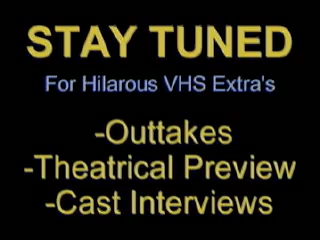 STAY TUNED
For Hilarous VHS Extra's
-Outtakes
-Theatrical Preview
-Cast Interviews